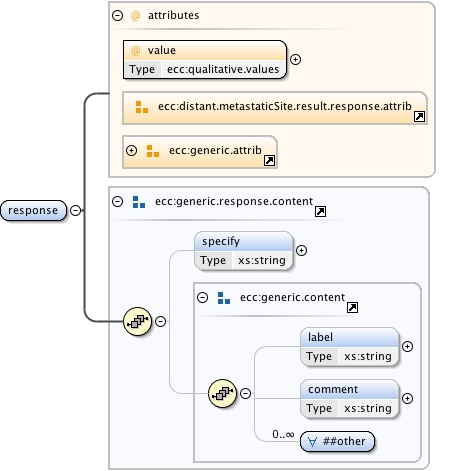 @ attributes
@ value
Type ecc:qualitative.values
ecc:distant.metastaticSite.result.response.attrib
ecc:generic.attrib
response
ecc:generic.response.content
specify
Type xs:string
ecc:generic.content
label
Type xs:string
comment
Type xs:string
0..∞
∀ ##other